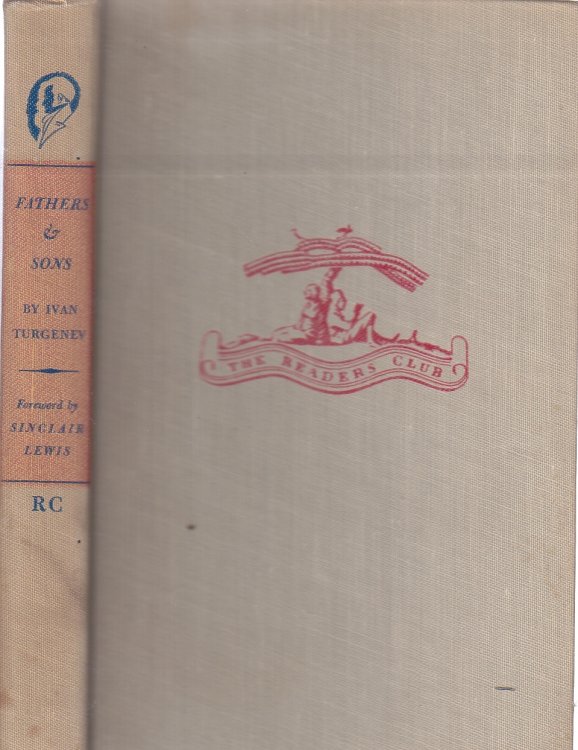 FATHERS
&
SONS
BY IVAN
TURGENEV
Foreword by
SINCLAIR
LEWIS
RC
THE READERS CLUB